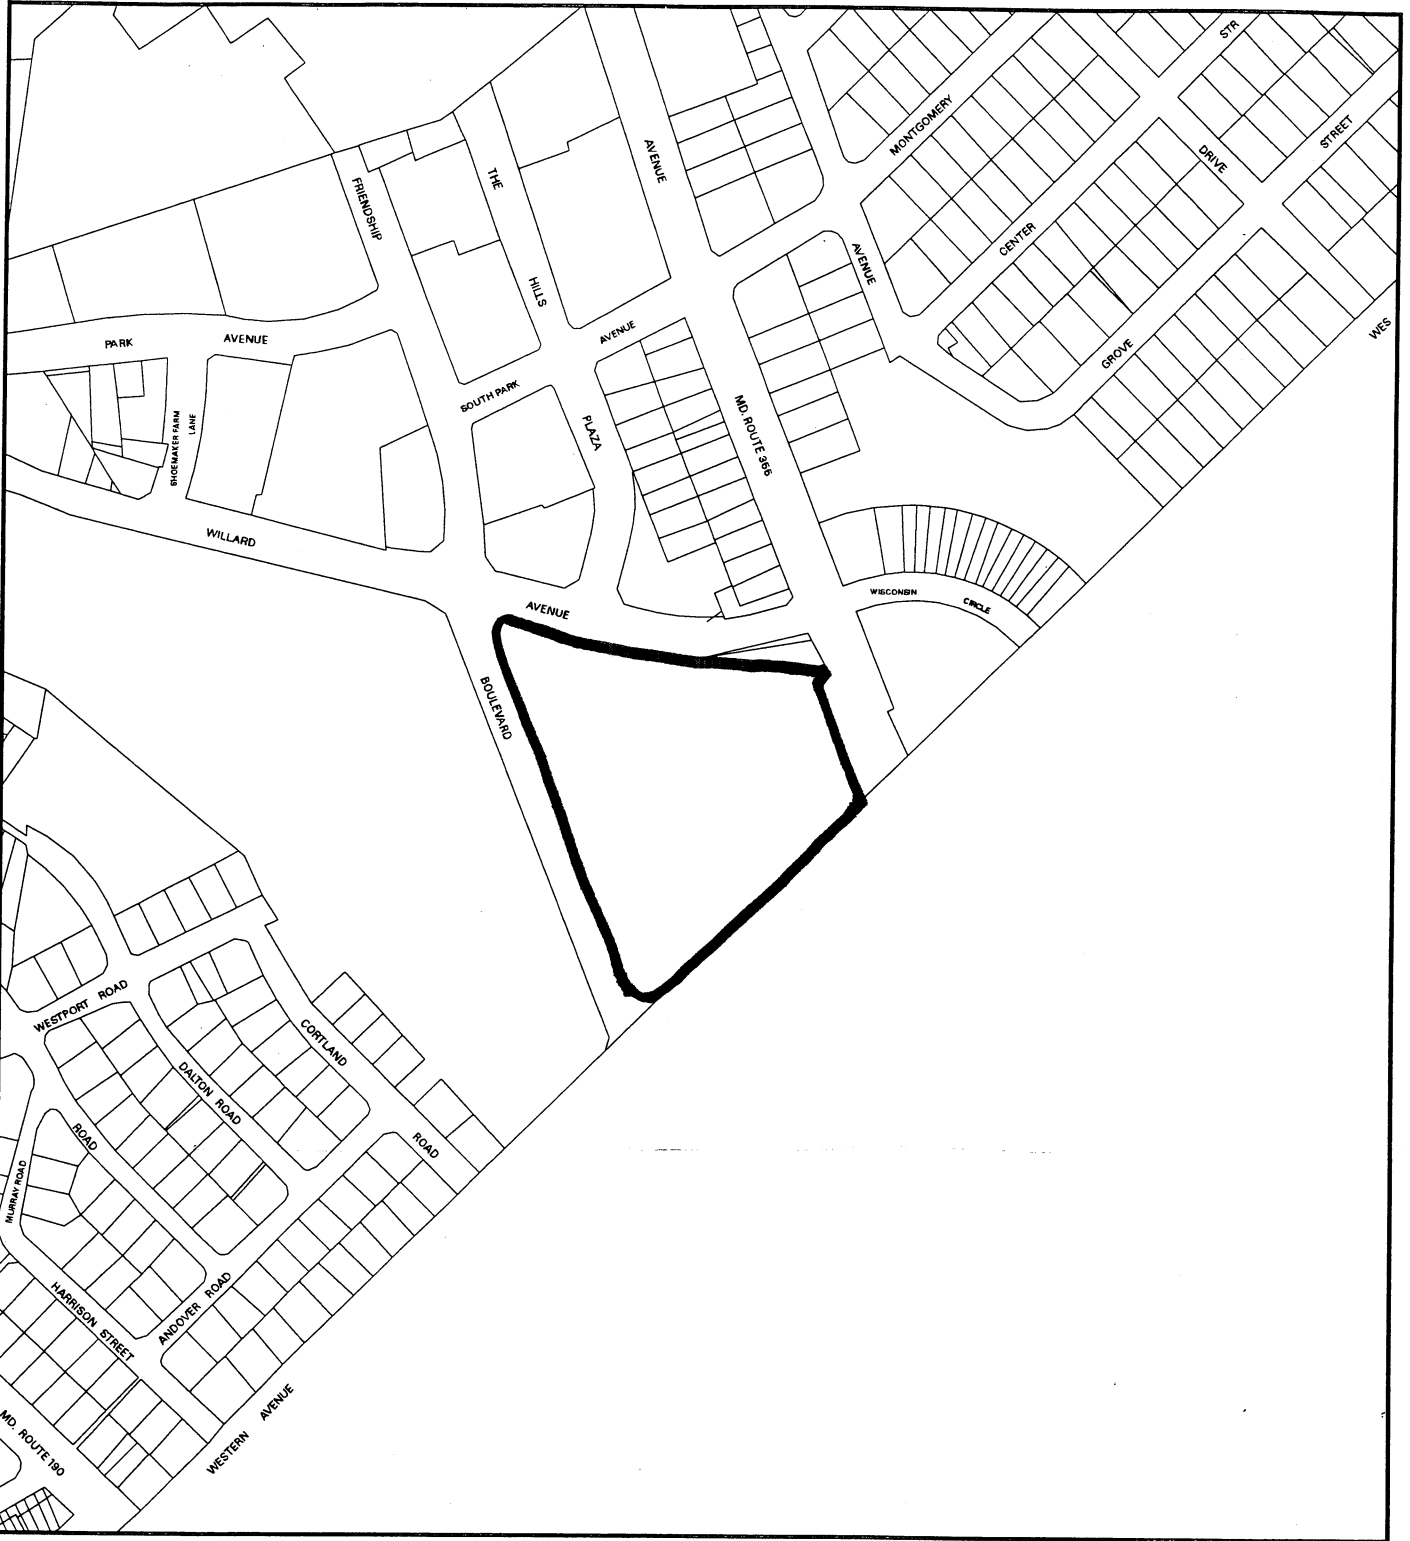 STR
MONTGOMERY
STREET
AVENUE
DRIVE
THE
FRIENDSHIP
CENTER
AVENUE
HILLS
WES
AVENUE
PARK
AVENUE
GROVE
SOUTH PARK
SHOEMAKER FARM
LANE
PLAZA
MD. ROUTE 355
WILLARD
AVENUE
WISCONSIN
CIRCLE
BOULEVARD
WESTPORT ROAD
CORTLAND
ROAD
DALTON ROAD
ROAD
MURRAY ROAD
HARRISON STREET
ANDOVER ROAD
WESTERN AVENUE
MD. ROUTE 190